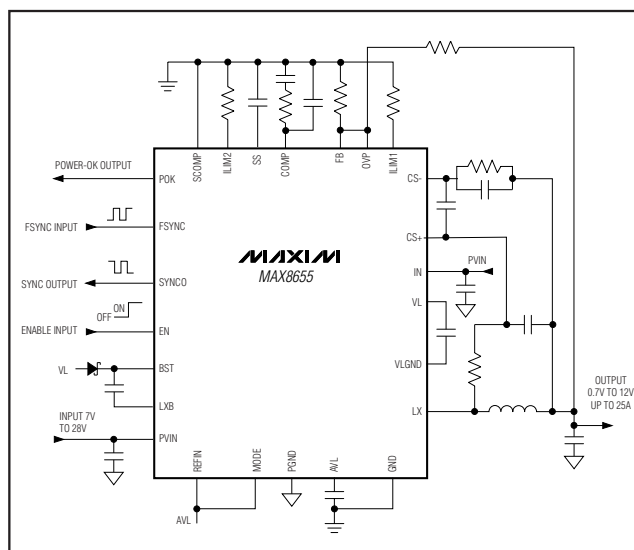 SCOMP
ILIM2
SS
COMP
FB
OVP
ILIM1
POWER-OK OUTPUT
POK
CS-
FSYNC INPUT
FSYNC
CS+
MAXIM
MAX8655
IN
PVIN
SYNC OUTPUT
SYNCO
VL
ON
OFF
ENABLE INPUT
EN
VLGND
VL
BST
LXB
LX
OUTPUT
0.7V TO 12V
UP TO 25A
INPUT 7V
TO 28V
PVIN
REFIN
MODE
PGND
AVL
GND
AVL